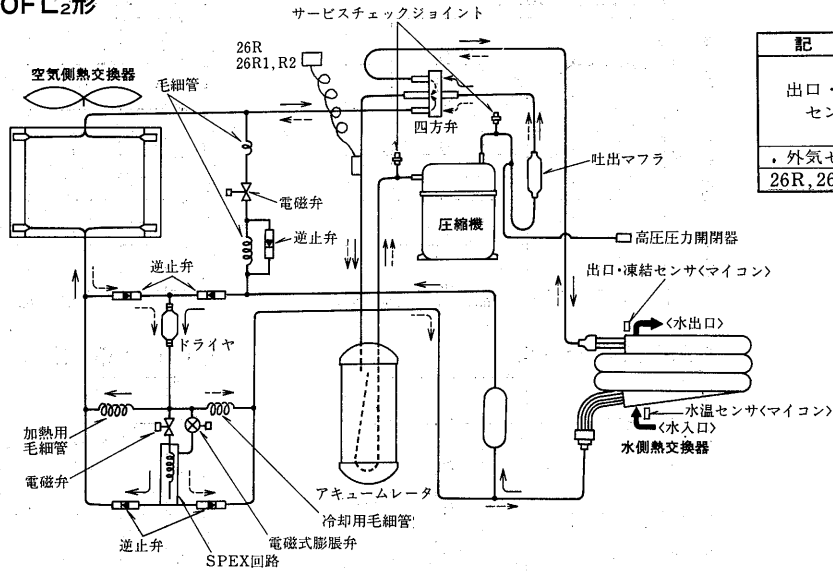 OFL₂形
サービスチェックジョイント
26R
26R1, R2
空気側熱交換器
毛細管
四方弁
記
出口・
セン
・外気セ
26R, 26
吐出マフラ
電磁弁
圧縮機
逆止弁
高圧圧力開閉器
逆止弁
出口・凍結センサ〈マイコン〉
〈水出口〉
ドライヤ
加熱用
毛細管
水温センサ〈マイコン〉
〈水入口〉
水側熱交換器
電磁弁
アキュームレータ
冷却用毛細管
逆止弁
電磁式膨脹弁
SPEX回路